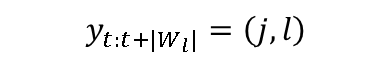 y_{t:t+|W_l|} = (j, l)